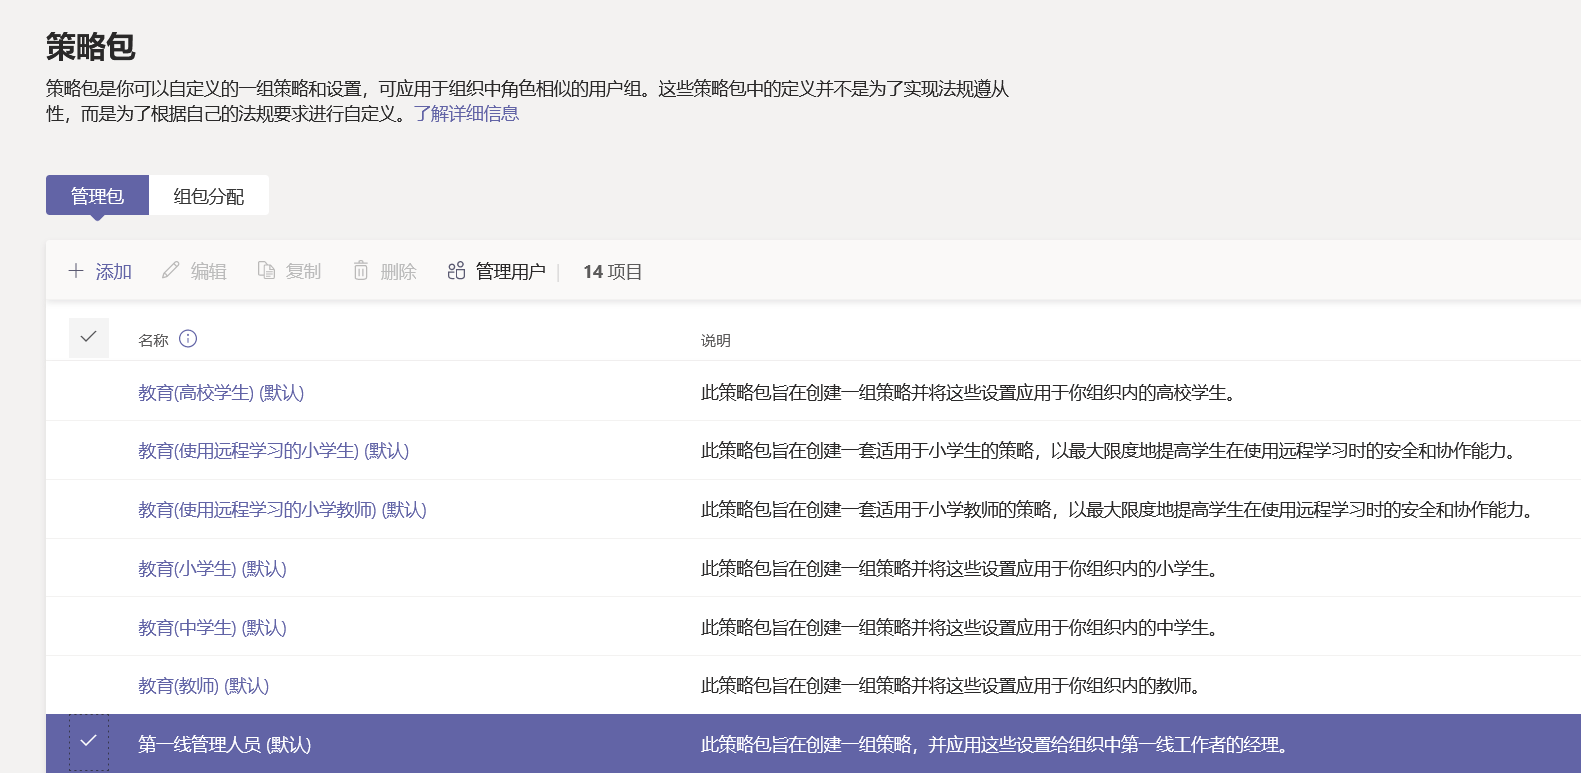 策略包
策略包是你可以自定义的一组策略和设置，可应用于组织中角色相似的用户组。这些策略包中的定义并不是为了实现法规遵从
性，而是为了根据自己的法规要求进行自定义。了解详细信息
管理包 组包分配
添加 编辑 复制 删除 管理用户 14 项目
名称 说明
教育(高校学生) (默认) 此策略包旨在创建一组策略并将这些设置应用于你组织内的高校学生。
教育(使用远程学习的小学生) (默认) 此策略包旨在创建一套适用于小学生的策略，以最大限度地提高学生在使用远程学习时的安全和协作能力。
教育(使用远程学习的小学教师) (默认) 此策略包旨在创建一套适用于小学教师的策略，以最大限度地提高学生在使用远程学习时的安全和协作能力。
教育(小学生) (默认) 此策略包旨在创建一组策略并将这些设置应用于你组织内的小学生。
教育(中学生) (默认) 此策略包旨在创建一组策略并将这些设置应用于你组织内的中学生。
教育(教师) (默认) 此策略包旨在创建一组策略并将这些设置应用于你组织内的教师。
第一线管理人员 (默认) 此策略包旨在创建一组策略，并应用这些设置给组织中第一线工作者的经理。